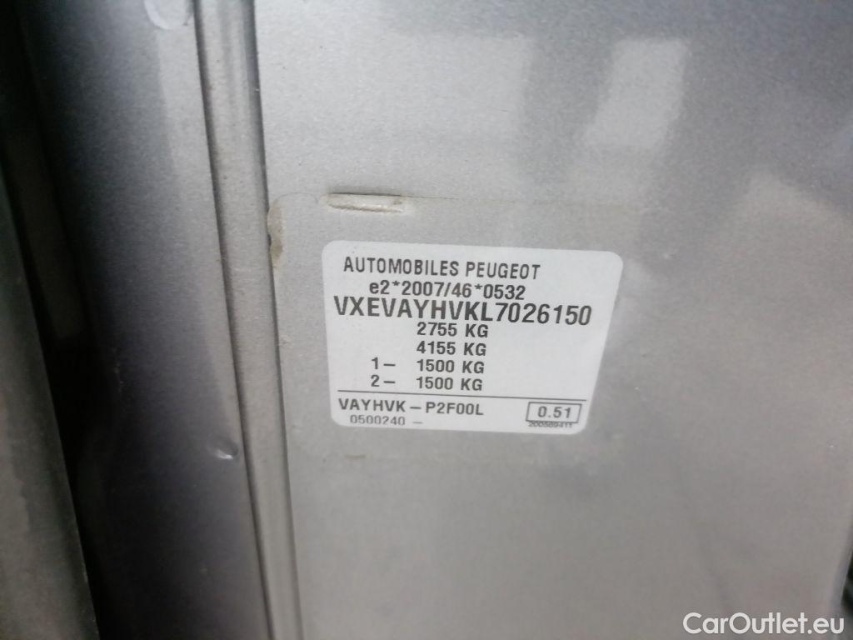 AUTOMOBILES PEUGEOT
e2*2007/46*0532
VXEVAYHVKL7026150
2755 KG
4155 KG
1- 1500 KG
2- 1500 KG
VAYHVK-P2F00L 0.51
0500240 -
CarOutlet.eu